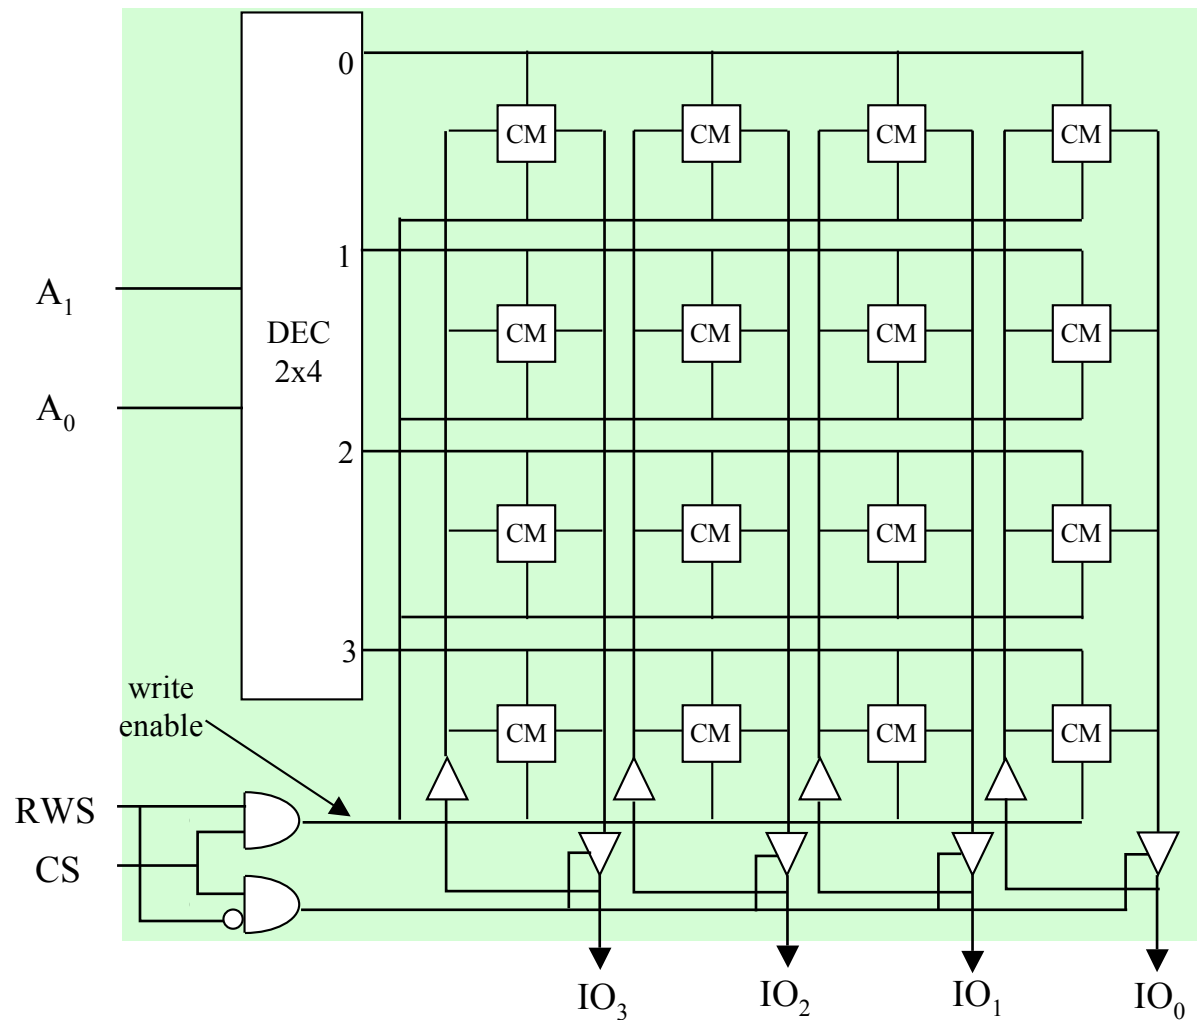 0
CM CM CM CM
1
A₁
DEC
2x4
CM CM CM CM
A₀
2
CM CM CM CM
3
write
enable
CM CM CM CM
RWS
CS
IO₃ IO₂ IO₁ IO₀